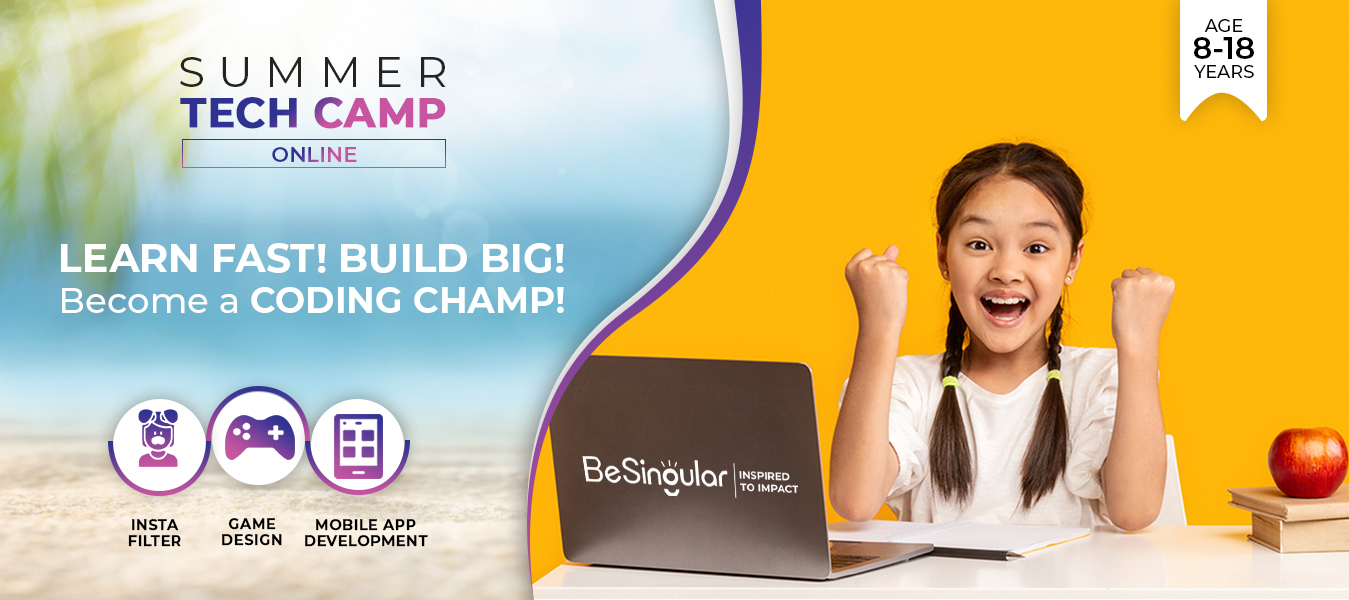 SUMMER
TECH CAMP
ONLINE
LEARN FAST! BUILD BIG!
Become a CODING CHAMP!
INSTA
FILTER
GAME
DESIGN
MOBILE APP
DEVELOPMENT
AGE
8-18
YEARS
BeSingular
INSPIRED
TO IMPACT